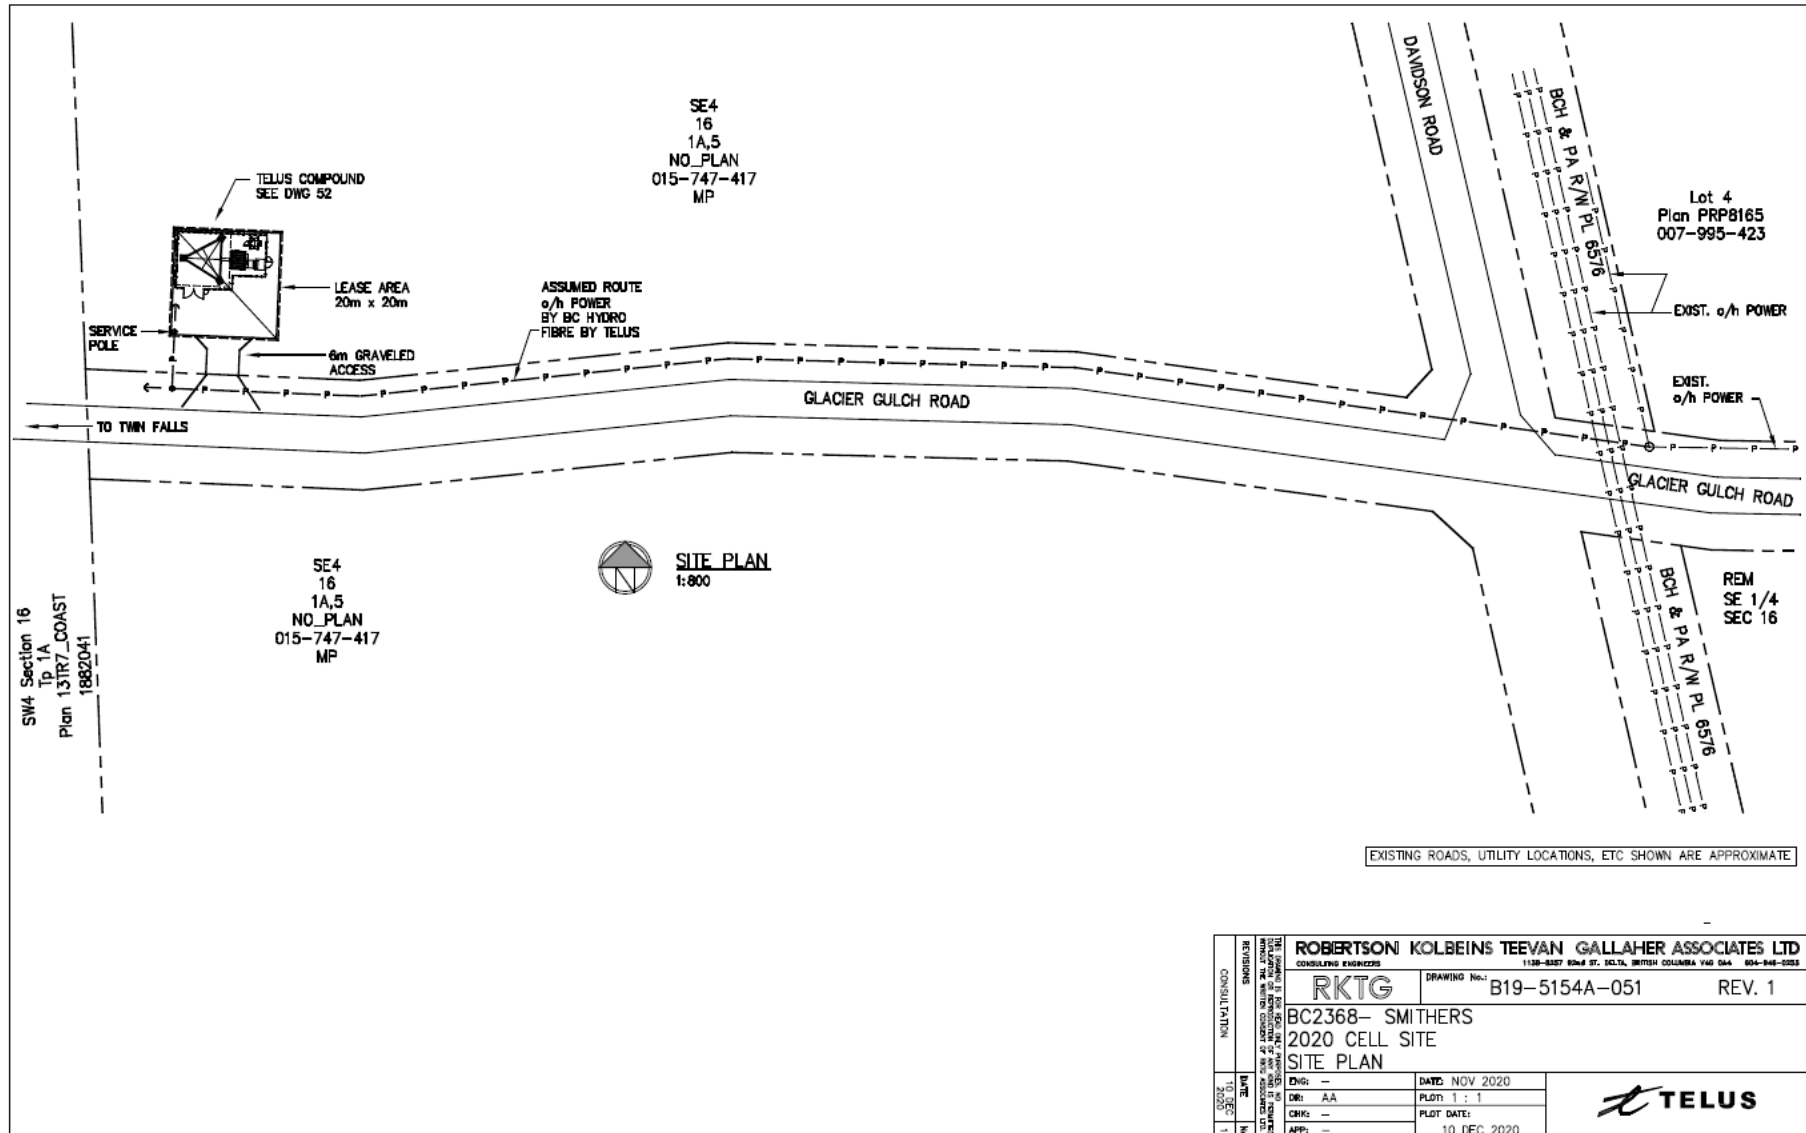 SE4
16
1A,5
NO_PLAN
015-747-417
MP
DAVIDSON ROAD
BCH & PA R/W PL 6576
Lot 4
Plan PRP8165
007-995-423
TELUS COMPOUND
SEE DWG 52
LEASE AREA
20m x 20m
ASSUMED ROUTE
o/h POWER
BY BC HYDRO
FIBRE BY TELUS
SERVICE
POLE
6m GRAVELED
ACCESS
EXIST. o/h POWER
EXIST.
o/h POWER
GLACIER GULCH ROAD
TO TWIN FALLS
GLACIER GULCH ROAD
SITE PLAN
1:800
SE4
16
1A,5
NO_PLAN
015-747-417
MP
SW4 Section 16
Tp 1A
Plan 13TR7_COAST
1882041
BCH & PA R/W PL 6576
REM
SE 1/4
SEC 16
EXISTING ROADS, UTILITY LOCATIONS, ETC SHOWN ARE APPROXIMATE
REVISIONS
CONSULTATION
DATE
10 DEC
2020
1
ROBERTSON KOLBEINS TEEVAN GALLAHER ASSOCIATES LTD
CONSULTING ENGINEERS
RKTG
DRAWING No.: B19-5154A-051 REV. 1
BC2368- SMITHERS
2020 CELL SITE
SITE PLAN
ENG: -
DATE: NOV 2020
DR: AA
PLOT: 1 : 1
CHK: -
PLOT DATE:
APP: -
10 DEC 2020
TELUS